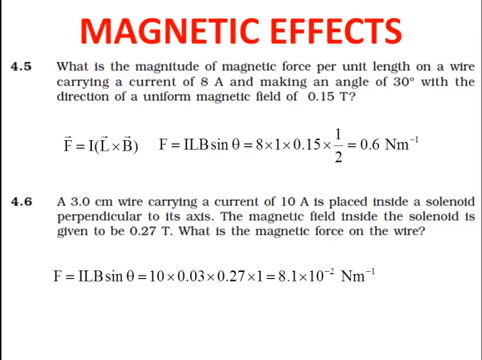 MAGNETIC EFFECTS
4.5 What is the magnitude of magnetic force per unit length on a wire
carrying a current of 8 A and making an angle of 30° with the
direction of a uniform magnetic field of 0.15 T?
F⃗ = I(L⃗ × B⃗) F = ILB sin θ = 8 × 1 × 0.15 × 1/2 = 0.6 Nm⁻¹
4.6 A 3.0 cm wire carrying a current of 10 A is placed inside a solenoid
perpendicular to its axis. The magnetic field inside the solenoid is
given to be 0.27 T. What is the magnetic force on the wire?
F = ILB sin θ = 10 × 0.03 × 0.27 × 1 = 8.1 × 10⁻² Nm⁻¹